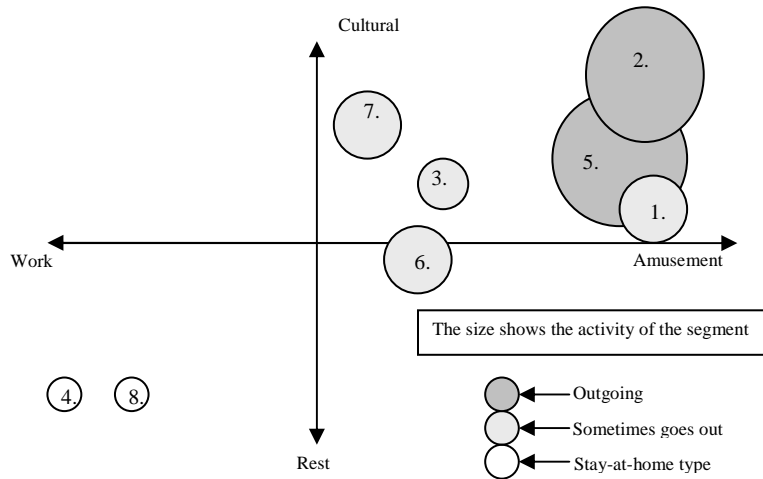 Cultural
2.
7.
5.
3.
1.
6.
Work
Amusement
The size shows the activity of the segment
4.
8.
Outgoing
Sometimes goes out
Stay-at-home type
Rest